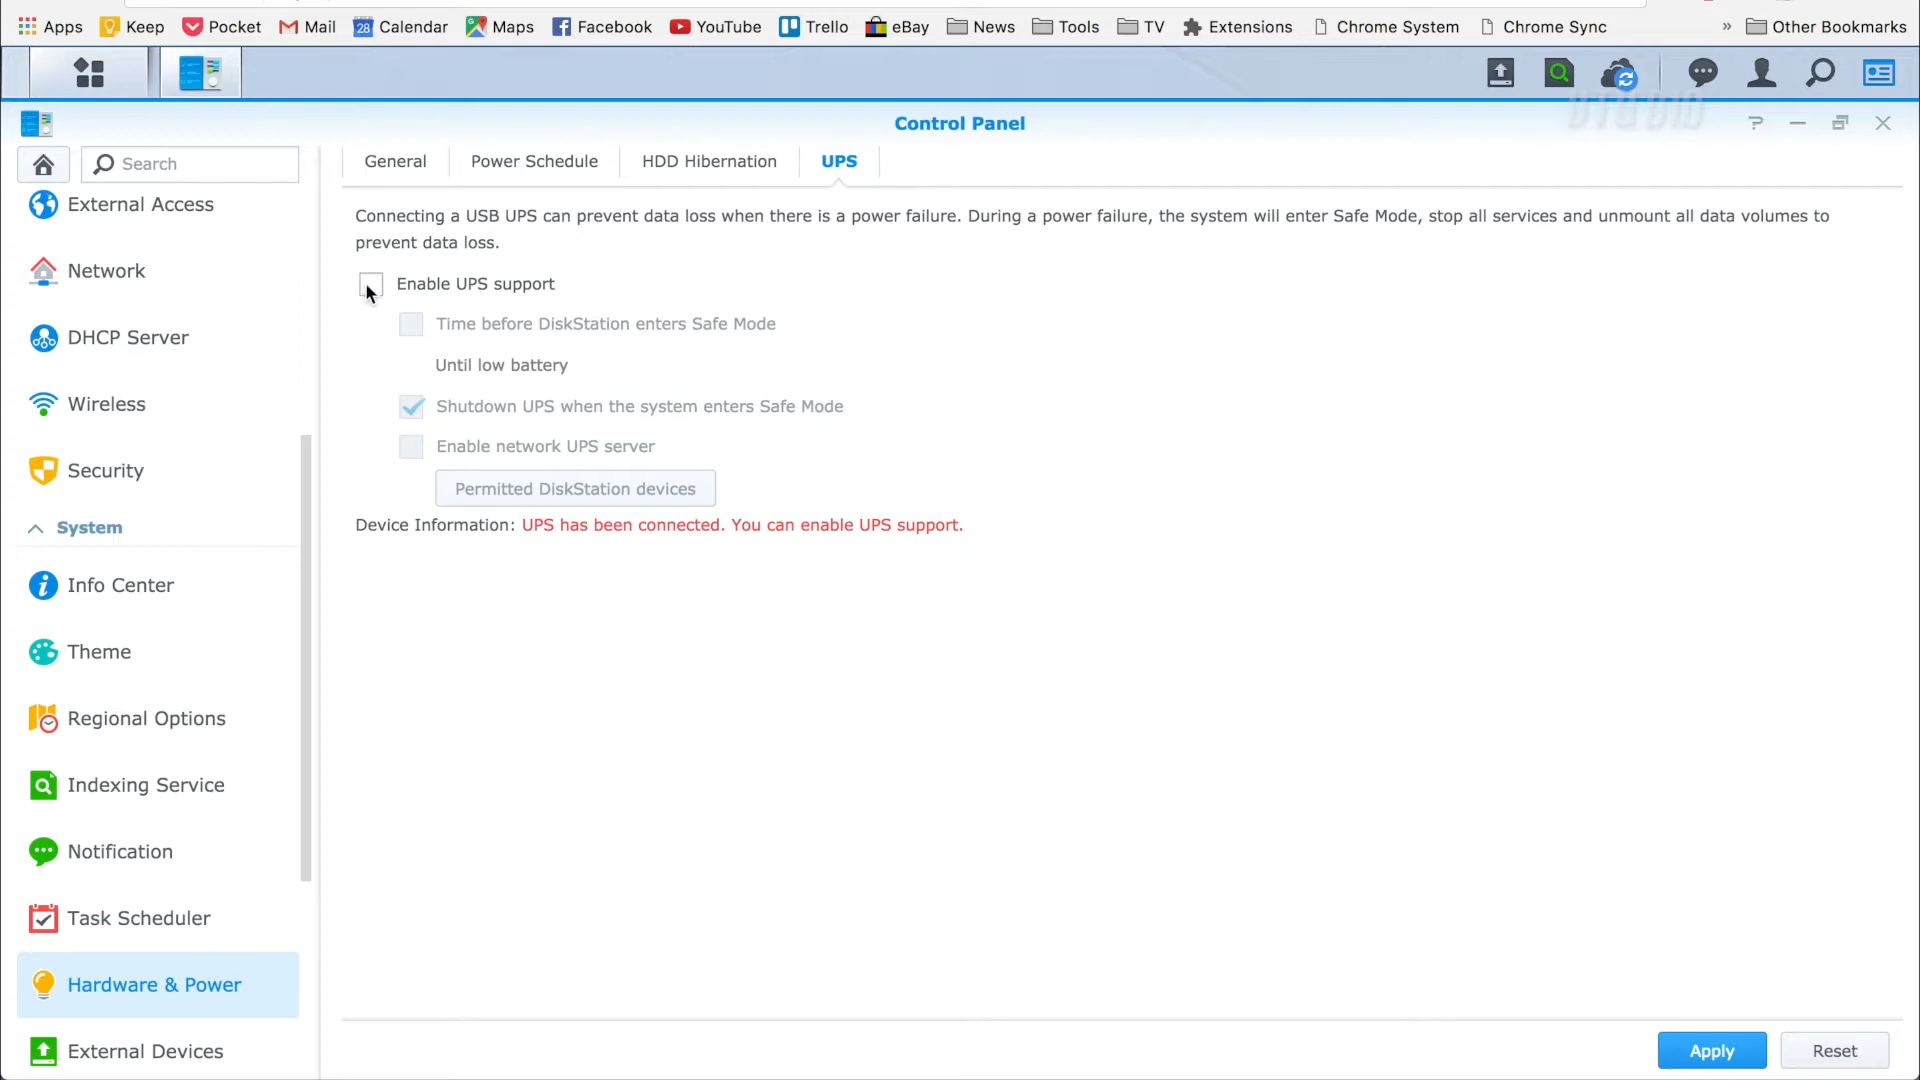 Apps Keep Pocket Mail 28 Calendar Maps Facebook YouTube Trello eBay News Tools TV Extensions Chrome System Chrome Sync » Other Bookmarks
Control Panel
Search
General Power Schedule HDD Hibernation UPS
External Access
Network
DHCP Server
Wireless
Security
System
Info Center
Theme
Regional Options
Indexing Service
Notification
Task Scheduler
Hardware & Power
External Devices
Connecting a USB UPS can prevent data loss when there is a power failure. During a power failure, the system will enter Safe Mode, stop all services and unmount all data volumes to
prevent data loss.
Enable UPS support
Time before DiskStation enters Safe Mode
Until low battery
Shutdown UPS when the system enters Safe Mode
Enable network UPS server
Permitted DiskStation devices
Device Information: UPS has been connected. You can enable UPS support.
Apply Reset